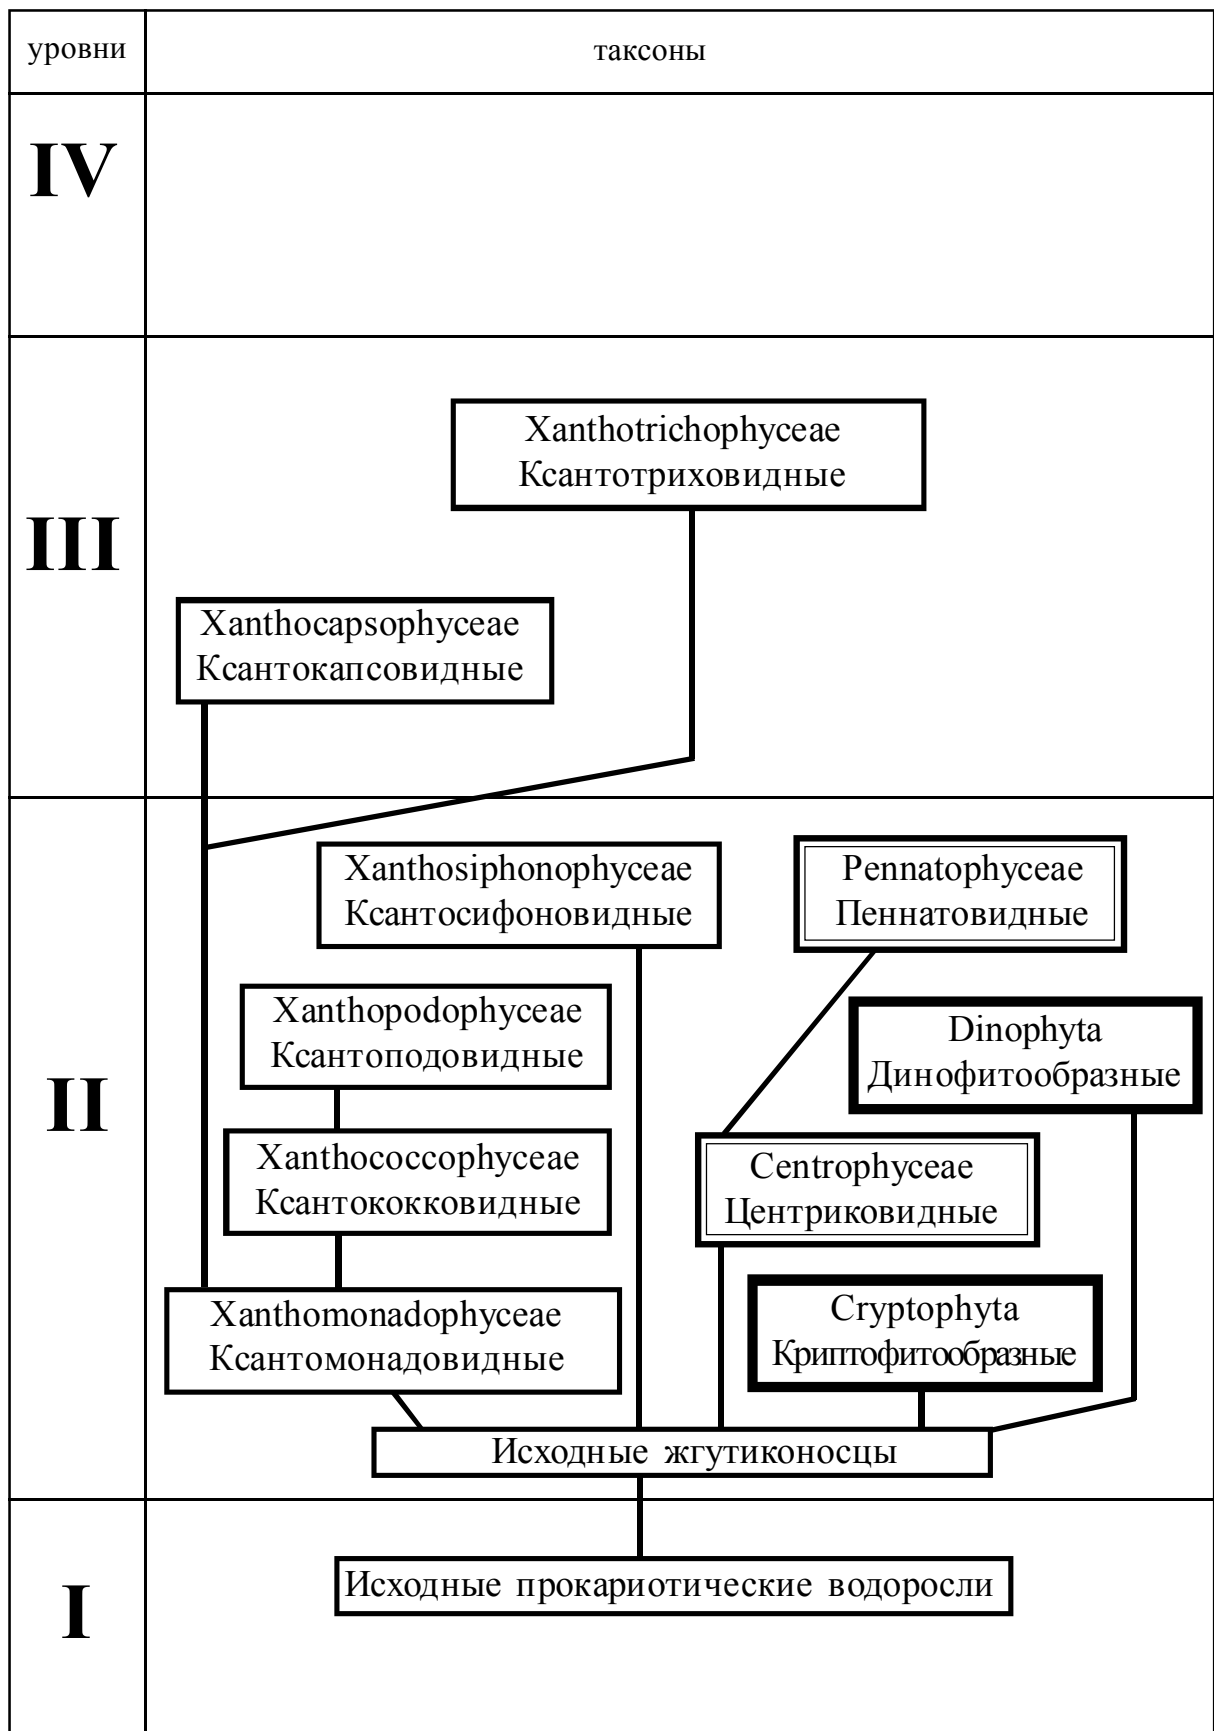 уровни
таксоны
IV
III
Xanthotrichophyceae
Ксантотриховидные
Xanthocapsophyceae
Ксантокапсовидные
II
Xanthosiphonophyceae
Ксантосифоновидные
Pennatophyceae
Пеннатовидные
Xanthopodophyceae
Ксантоподовидные
Dinophyta
Динофитообразные
Xanthococcophyceae
Ксантококковидные
Centrophyceae
Центриковидные
Xanthomonadophyceae
Ксантомонадовидные
Cryptophyta
Криптофитообразные
Исходные жгутиконосцы
I
Исходные прокариотические водоросли